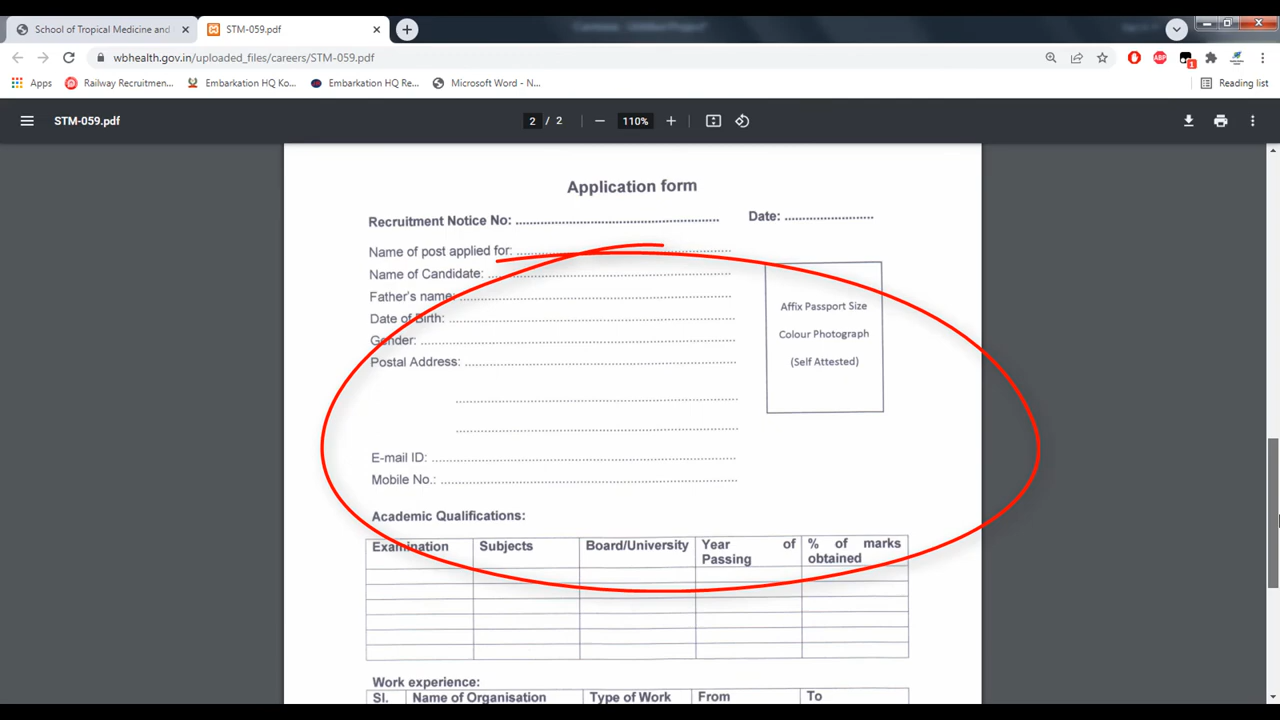 School of Tropical Medicine and
STM-059.pdf
wbhealth.gov.in/uploaded_files/careers/STM-059.pdf
ABP
1
Apps
Railway Recruitmen...
Embarkation HQ Ko...
Embarkation HQ Re...
Microsoft Word - N...
Reading list
STM-059.pdf
2 / 2
110%
Application form
Recruitment Notice No: ................................................
Date: ......................
Name of post applied for: ................................................
Name of Candidate: ................................................
Father's name: ................................................
Date of Birth: ................................................
Gender: ................................................
Postal Address: ................................................
................................................
................................................
E-mail ID: ................................................
Mobile No.: ................................................
Affix Passport Size
Colour Photograph
(Self Attested)
Academic Qualifications:
Examination Subjects Board/University Year of Passing % of marks obtained
Work experience:
Sl. Name of Organisation Type of Work From To